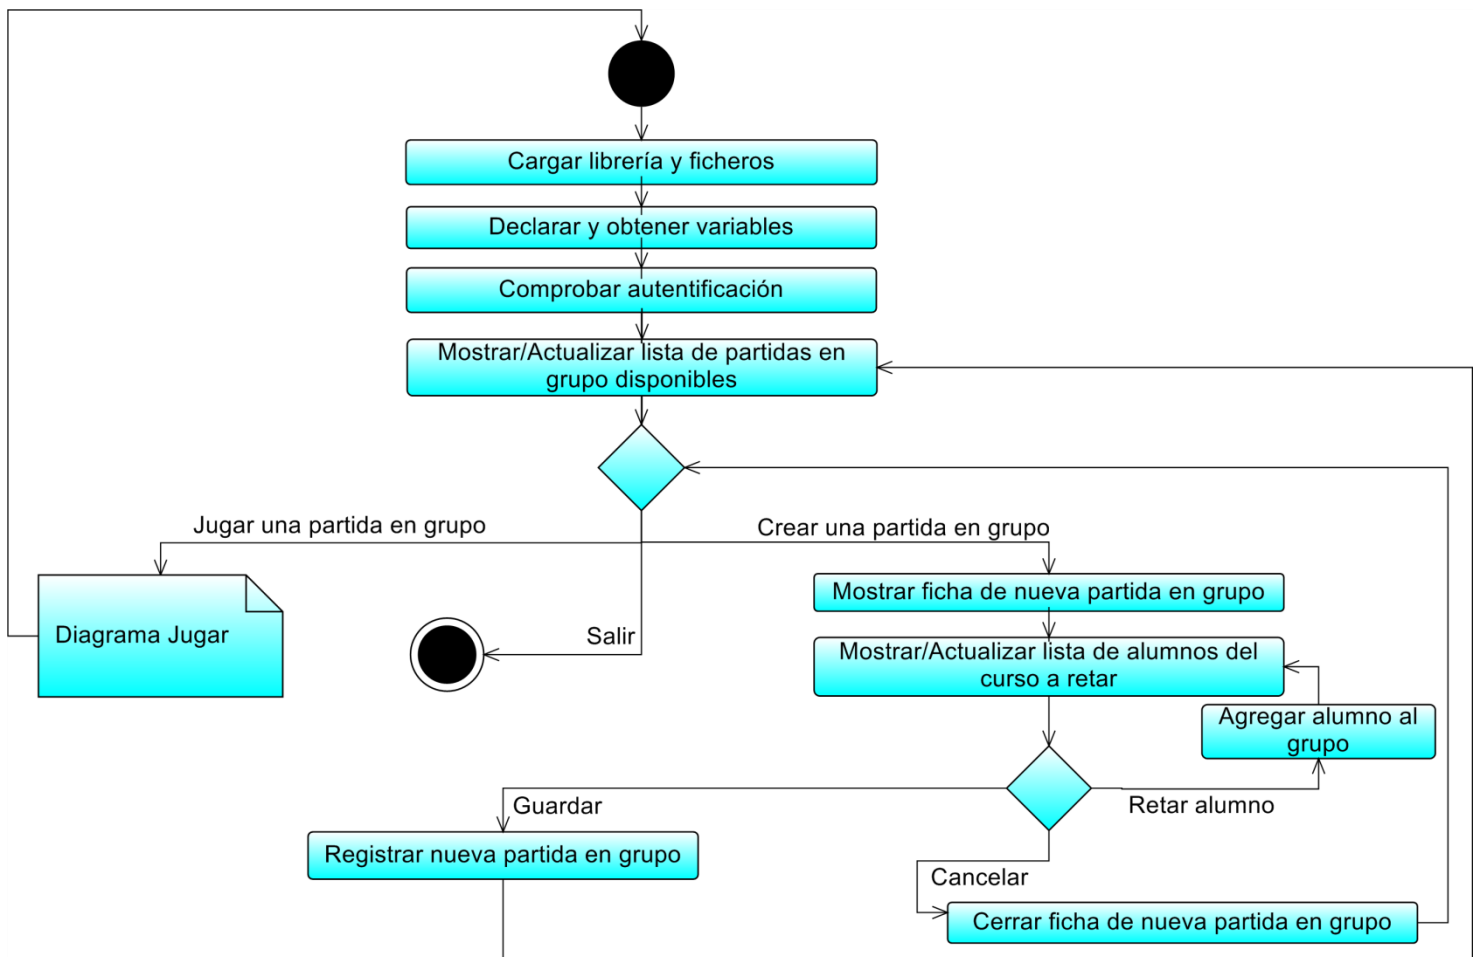 Cargar librería y ficheros
Declarar y obtener variables
Comprobar autentificación
Mostrar/Actualizar lista de partidas en
grupo disponibles
Jugar una partida en grupo
Crear una partida en grupo
Mostrar ficha de nueva partida en grupo
Diagrama Jugar
Salir
Mostrar/Actualizar lista de alumnos del
curso a retar
Agregar alumno al
grupo
Guardar
Retar alumno
Registrar nueva partida en grupo
Cancelar
Cerrar ficha de nueva partida en grupo